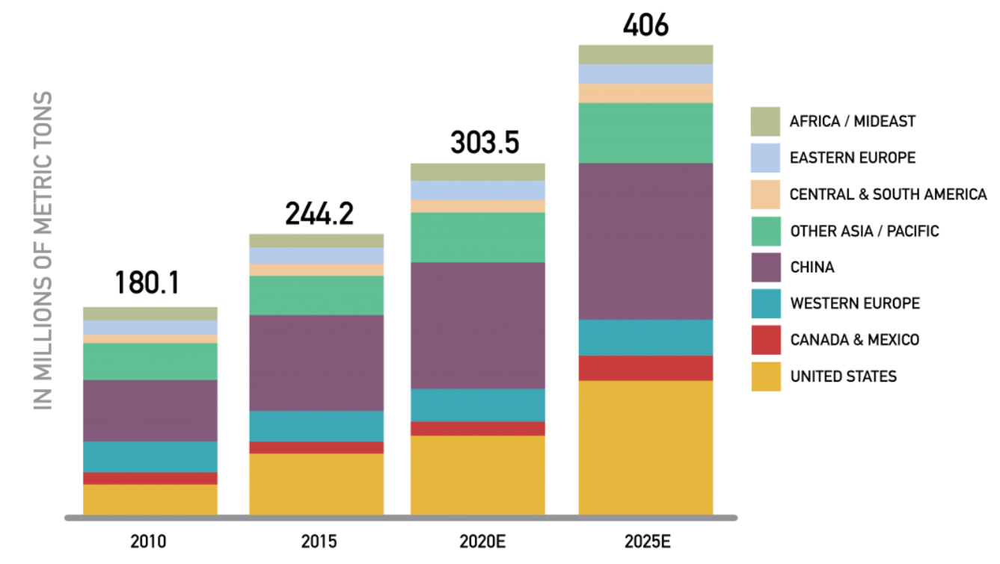 406
303.5
244.2
180.1
IN MILLIONS OF METRIC TONS
AFRICA / MIDEAST
EASTERN EUROPE
CENTRAL & SOUTH AMERICA
OTHER ASIA / PACIFIC
CHINA
WESTERN EUROPE
CANADA & MEXICO
UNITED STATES
2010
2015
2020E
2025E